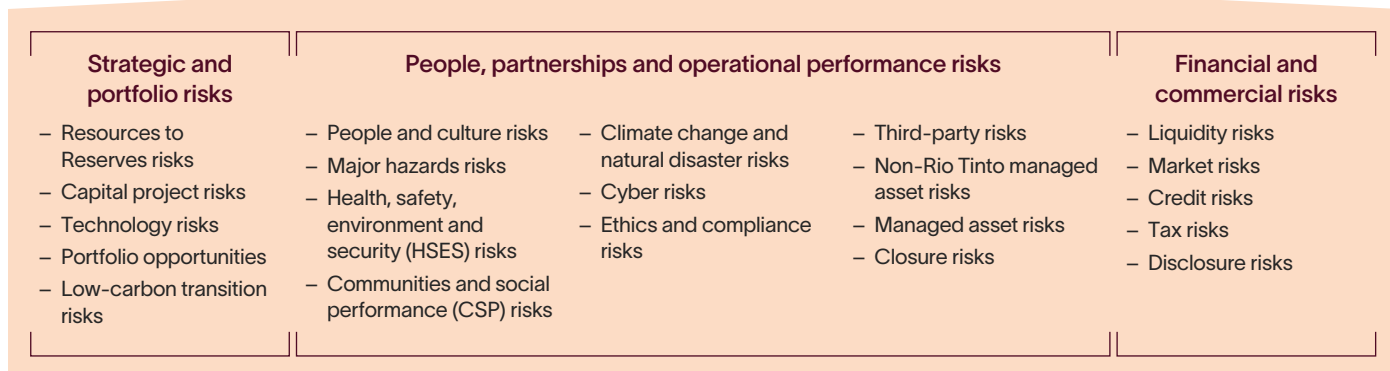 Strategic and
portfolio risks
– Resources to
Reserves risks
– Capital project risks
– Technology risks
– Portfolio opportunities
– Low-carbon transition
risks
People, partnerships and operational performance risks
– People and culture risks
– Major hazards risks
– Health, safety,
environment and
security (HSES) risks
– Communities and social
performance (CSP) risks
– Climate change and
natural disaster risks
– Cyber risks
– Ethics and compliance
risks
– Third-party risks
– Non-Rio Tinto managed
asset risks
– Managed asset risks
– Closure risks
Financial and
commercial risks
– Liquidity risks
– Market risks
– Credit risks
– Tax risks
– Disclosure risks